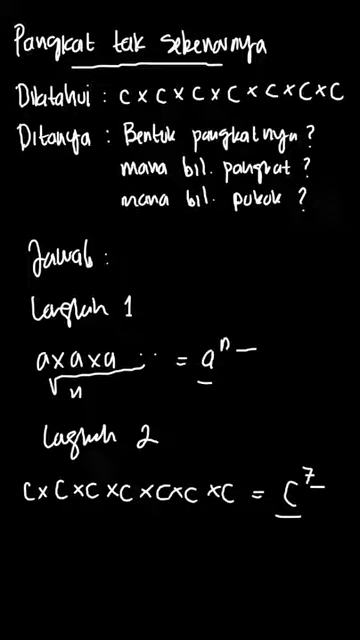 Pangkat tak sebenarnya
Diketahui : c x c x c x c x c x c x c
Ditanya : Bentuk pangkatnya ?
mana bil. pangkat ?
mana bil. pokok ?
Jawab :
Langkah 1
a x a x a ... = aⁿ
n
Langkah 2
c x c x c x c x c x c x c = c⁷